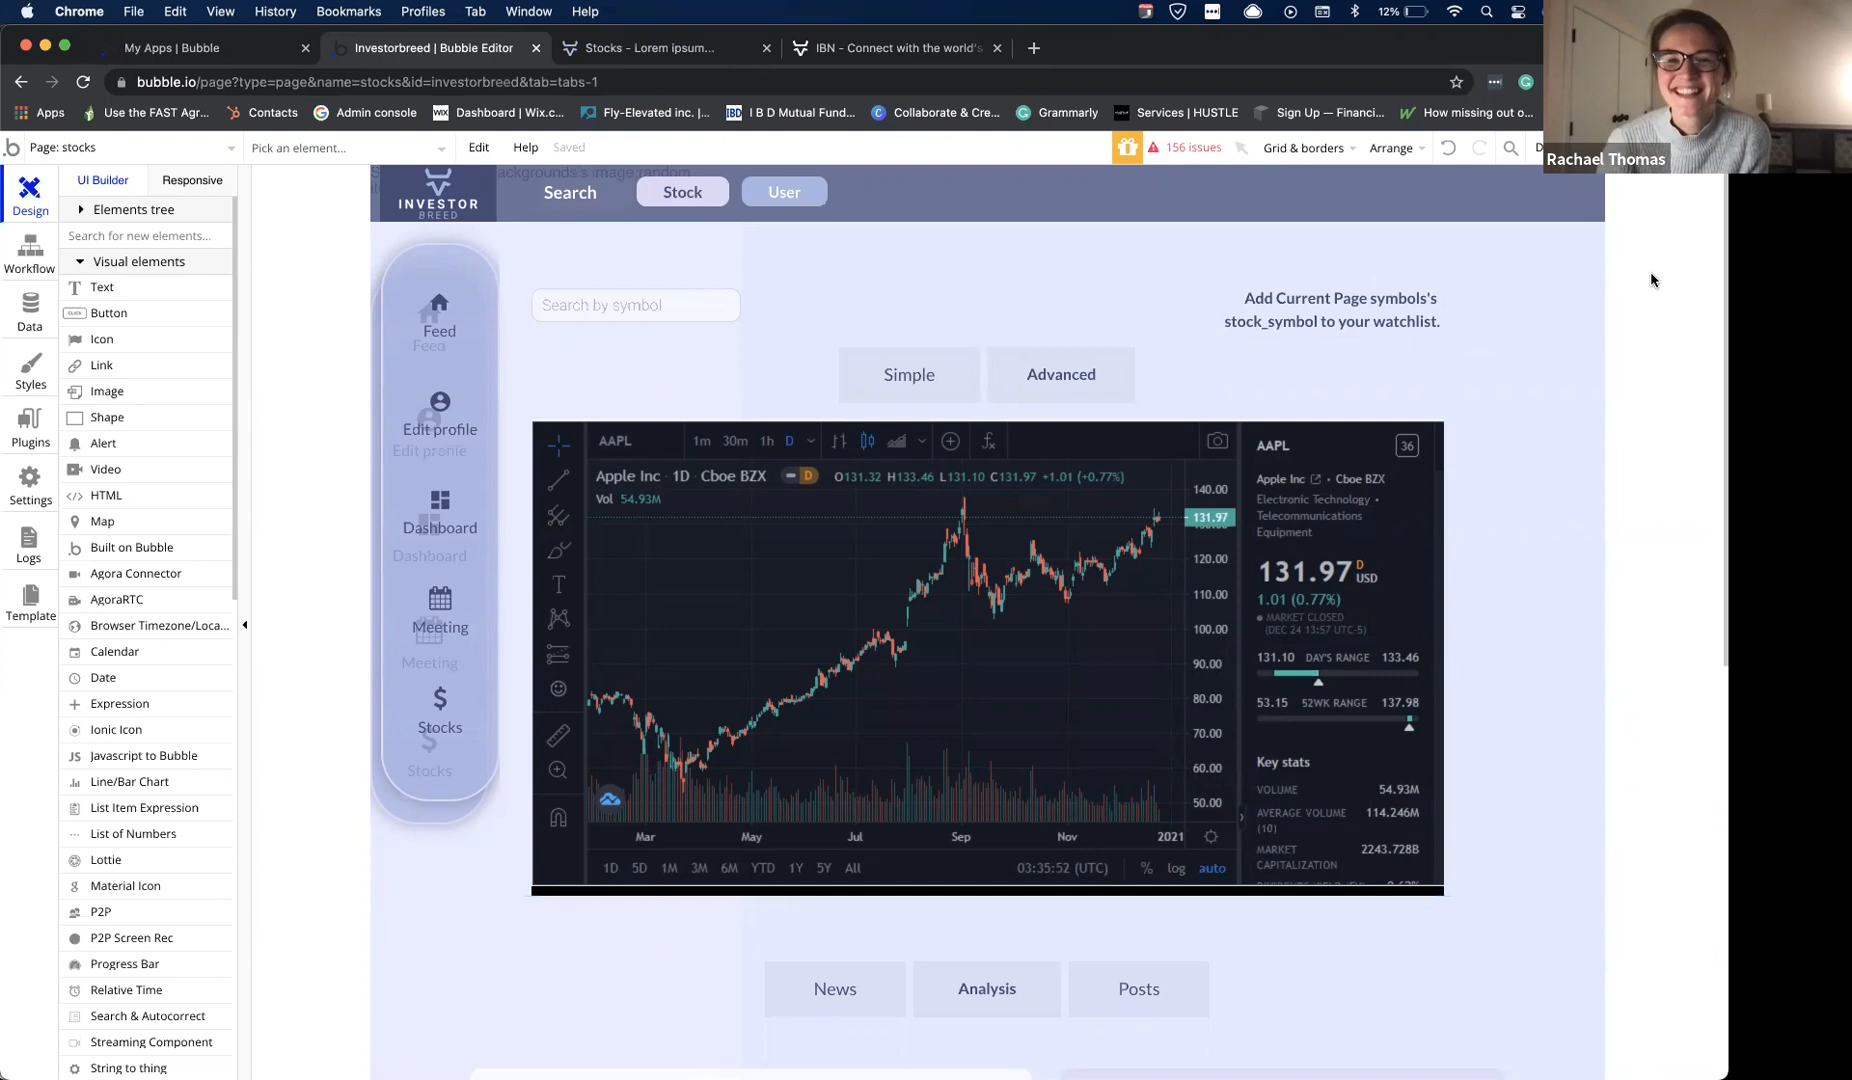 Chrome File Edit View History Bookmarks Profiles Tab Window Help 12%
My Apps | Bubble
Investorbreed | Bubble Editor
Stocks - Lorem ipsum...
IBN - Connect with the world's
bubble.io/page?type=page&name=stocks&id=investorbreed&tab=tabs-1
Apps Use the FAST Agr... Contacts Admin console Dashboard | Wix.c... Fly-Elevated inc. |... I B D Mutual Fund... Collaborate & Cre... Grammarly Services | HUSTLE Sign Up — Financi... How missing out o...
Rachael Thomas
Page: stocks Pick an element... Edit Help Saved 156 issues Grid & borders Arrange
UI Builder Responsive
Design
Workflow
Data
Styles
Plugins
Settings
Logs
Template
Elements tree
Search for new elements...
Visual elements
Text
Button
Icon
Link
Image
Shape
Alert
Video
HTML
Map
Built on Bubble
Agora Connector
AgoraRTC
Browser Timezone/Loca...
Calendar
Date
Expression
Ionic Icon
Javascript to Bubble
Line/Bar Chart
List Item Expression
List of Numbers
Lottie
Material Icon
P2P
P2P Screen Rec
Progress Bar
Relative Time
Search & Autocorrect
Streaming Component
String to thing
INVESTOR
BREED
Search Stock User
Feed
Feed
Edit profile
Edit profile
Dashboard
Dashboard
Meeting
Meeting
Stocks
Stocks
Search by symbol
Add Current Page symbols's
stock_symbol to your watchlist.
Simple Advanced
AAPL 1m 30m 1h D
Apple Inc · 1D · Cboe BZX D O131.32 H133.46 L131.10 C131.97 +1.01 (+0.77%)
Vol 54.93M
140.00
131.97
120.00
110.00
100.00
90.00
80.00
70.00
60.00
50.00
Mar May Jul Sep Nov 2021
1D 5D 1M 3M 6M YTD 1Y 5Y All 03:35:52 (UTC) % log auto
AAPL 36
Apple Inc • Cboe BZX
Electronic Technology •
Telecommunications
Equipment
131.97 D USD
1.01 (0.77%)
MARKET CLOSED
(DEC 24 13:57 UTC-5)
131.10 DAY'S RANGE 133.46
53.15 52WK RANGE 137.98
Key stats
VOLUME 54.93M
AVERAGE VOLUME 114.246M
(10)
MARKET 2243.728B
CAPITALIZATION
News Analysis Posts